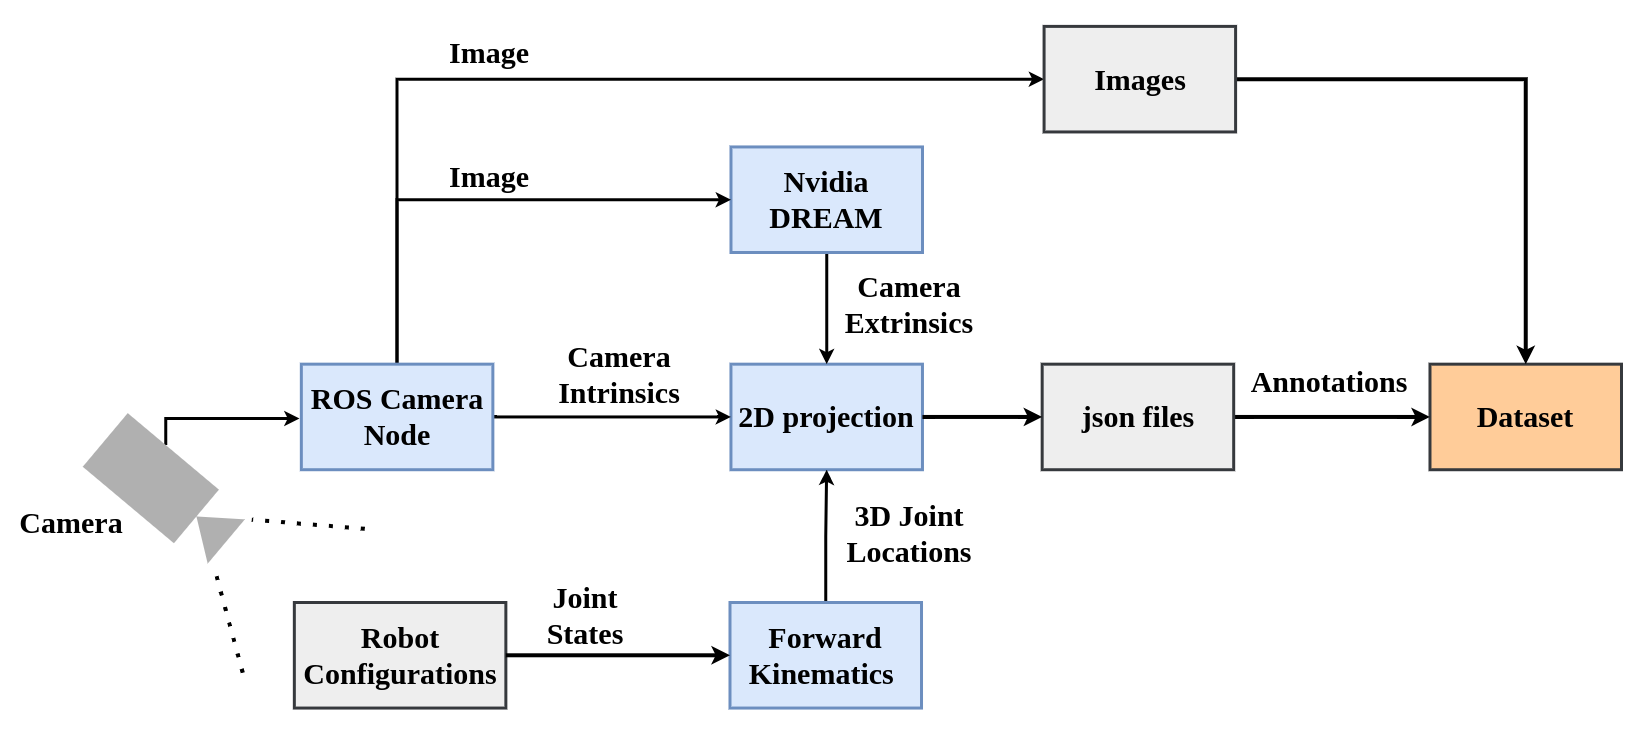 Image
Images
Image
Nvidia
DREAM
Camera
Extrinsics
Camera
Intrinsics
ROS Camera
Node
2D projection
json files
Annotations
Dataset
Camera
3D Joint
Locations
Joint
States
Robot
Configurations
Forward
Kinematics